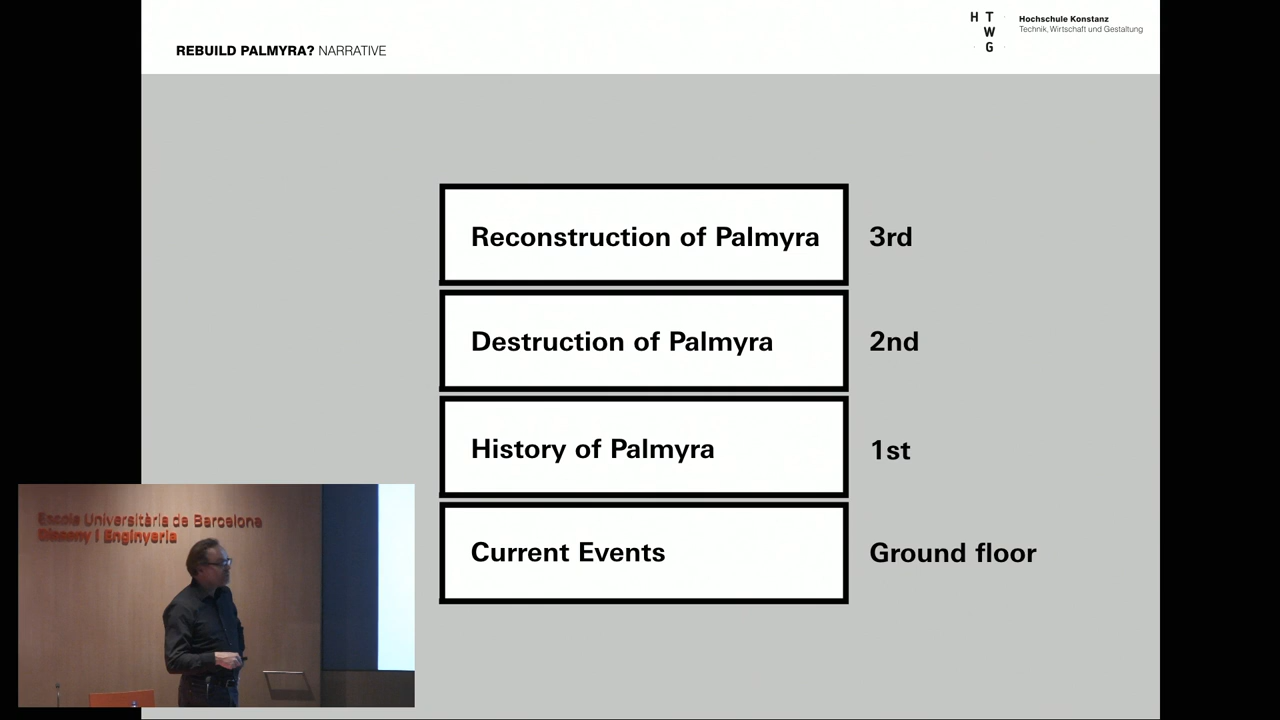 REBUILD PALMYRA? NARRATIVE
H T
W
G
Hochschule Konstanz
Technik, Wirtschaft und Gestaltung
Reconstruction of Palmyra 3rd
Destruction of Palmyra 2nd
History of Palmyra 1st
Current Events Ground floor
Escola Universitària de Barcelona
Disseny i Enginyeria